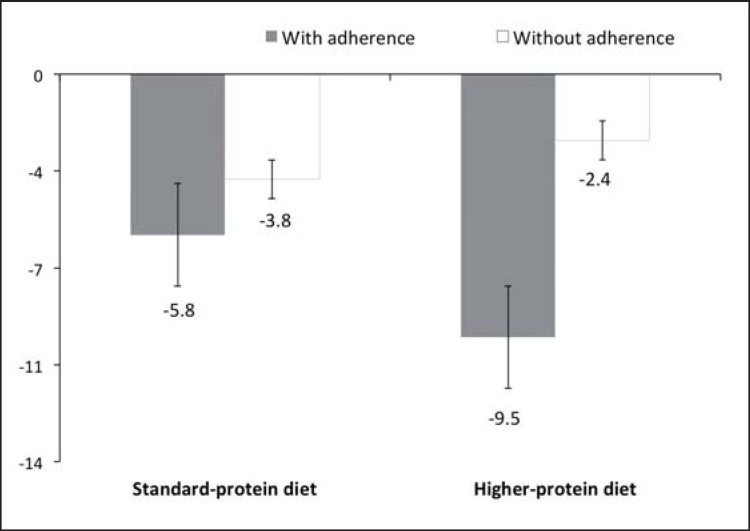 With adherence
Without adherence
0
-4
-7
-11
-14
-5.8
-3.8
-9.5
-2.4
Standard-protein diet
Higher-protein diet